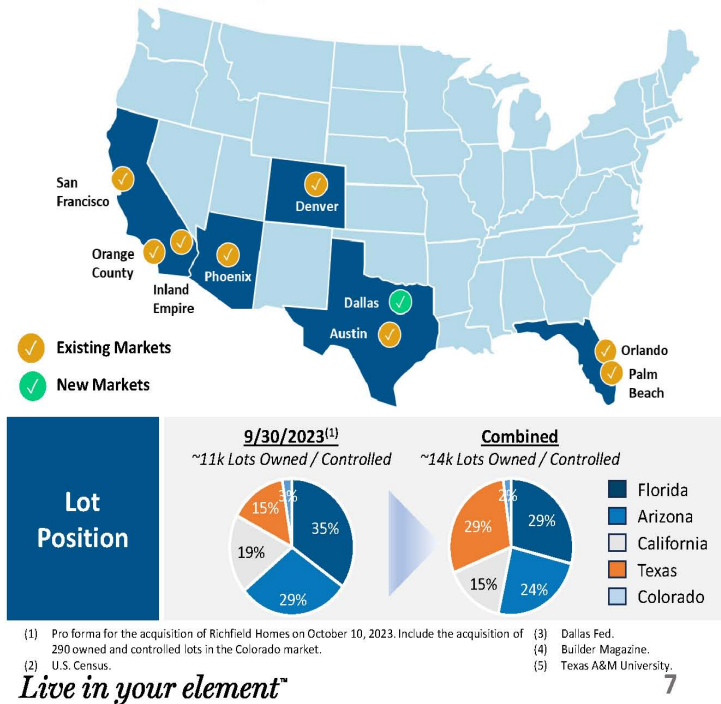 San
Francisco
Denver
Orange
County
Inland
Empire
Phoenix
Dallas
Austin
Existing Markets
New Markets
Orlando
Palm
Beach
Lot
Position
9/30/2023(1)
~11k Lots Owned / Controlled
3%
35%
29%
19%
15%
Combined
~14k Lots Owned / Controlled
2%
29%
24%
15%
29%
Florida
Arizona
California
Texas
Colorado
(1) Pro forma for the acquisition of Richfield Homes on October 10, 2023. Include the acquisition of
290 owned and controlled lots in the Colorado market.
(2) U.S. Census.
(3) Dallas Fed.
(4) Builder Magazine.
(5) Texas A&M University.
Live in your element™
7